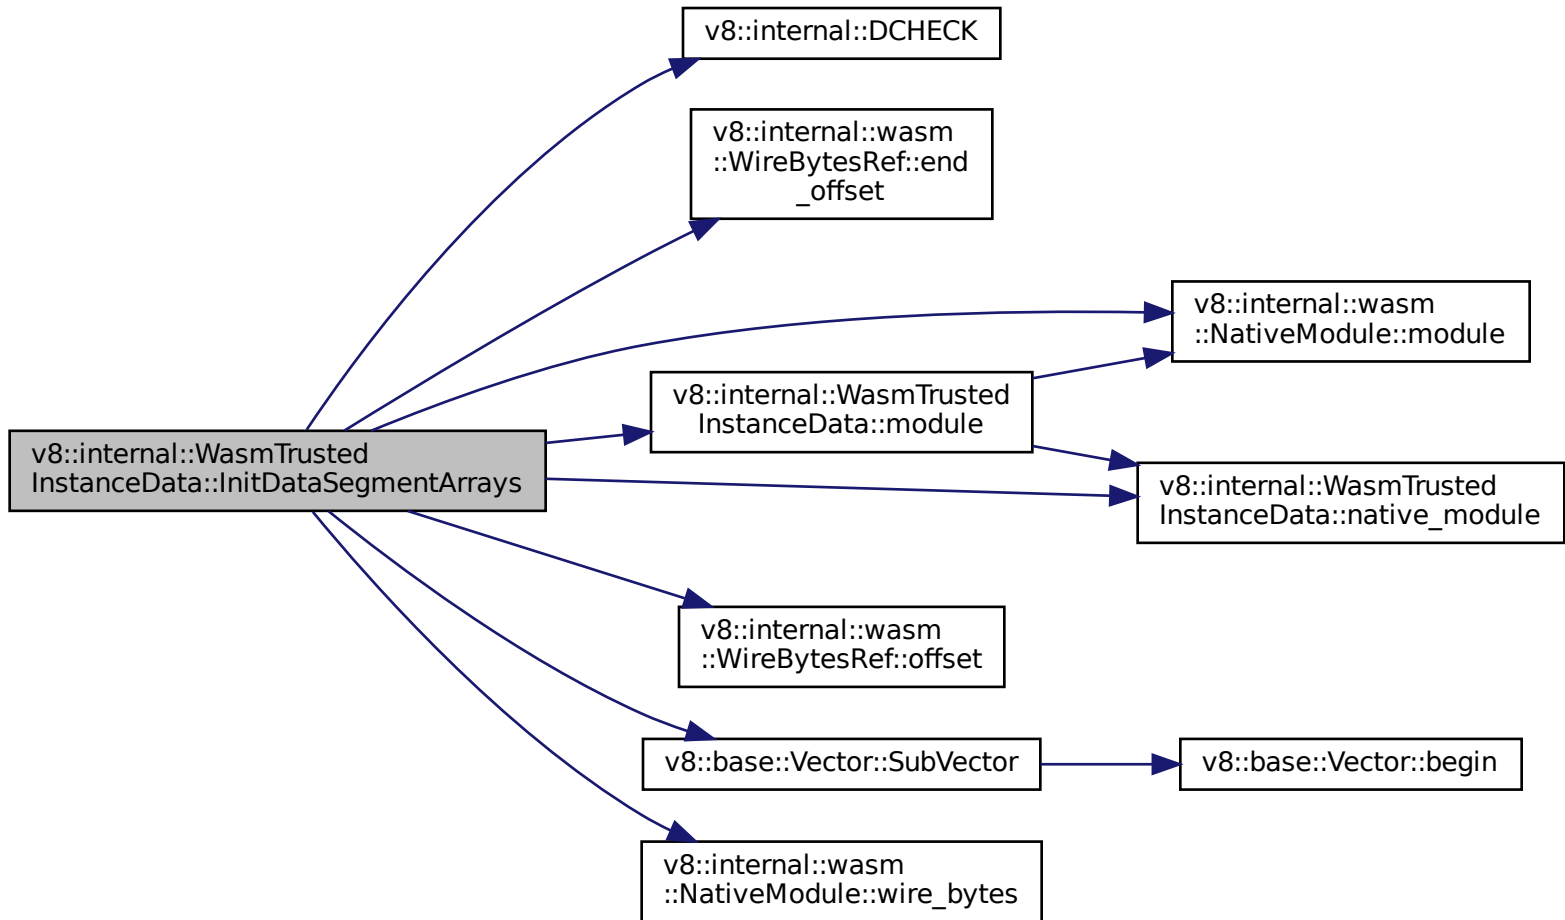 v8::internal::DCHECK
v8::internal::wasm
::WireBytesRef::end
_offset
v8::internal::wasm
::NativeModule::module
v8::internal::WasmTrusted
InstanceData::module
v8::internal::WasmTrusted
InstanceData::InitDataSegmentArrays
v8::internal::WasmTrusted
InstanceData::native_module
v8::internal::wasm
::WireBytesRef::offset
v8::base::Vector::SubVector
v8::base::Vector::begin
v8::internal::wasm
::NativeModule::wire_bytes